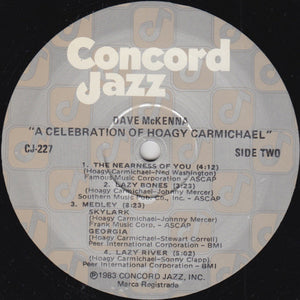 Concord
Jazz
DAVE McKENNA
"A CELEBRATION OF HOAGY CARMICHAEL"
CJ-227 SIDE TWO
1. THE NEARNESS OF YOU (4:12)
(Hoagy Carmichael-Ned Washington)
Famous Music Corporation - ASCAP
2. LAZY BONES (3:23)
(Hoagy Carmichael-Johnny Mercer)
Southern Music Pub. Co., Inc. - ASCAP
MEDLEY (8:23)
SKYLARK
(Hoagy Carmichael-Johnny Mercer)
Frank Music Corp. - ASCAP
GEORGIA
(Hoagy Carmichael-Stewart Correll)
Peer International Corporation - BMI
4. LAZY RIVER (5:02)
(Hoagy Carmichael-Sonny Clapp)
Peer International Corporation - BMI
℗1983 CONCORD JAZZ, INC.
Marca Registrada